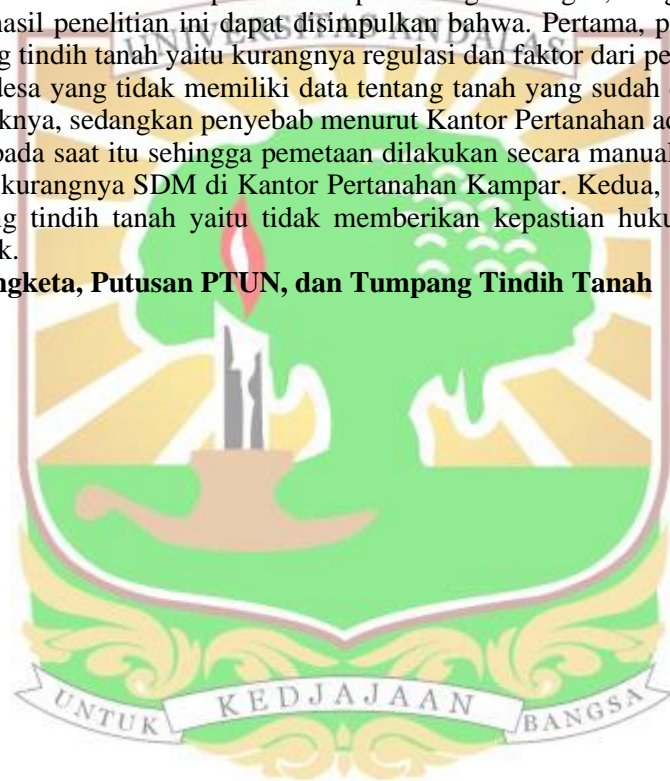 hasil penelitian ini dapat disimpulkan bahwa. Pertama, p
g tindih tanah yaitu kurangnya regulasi dan faktor dari pe
UNIVERSITAS ANDALAS
desa yang tidak memiliki data tentang tanah yang sudah
knya, sedangkan penyebab menurut Kantor Pertanahan ad
pada saat itu sehingga pemetaan dilakukan secara manual
kurangnya SDM di Kantor Pertanahan Kampar. Kedua,
ng tindih tanah yaitu tidak memberikan kepastian huku
k.
ngketa, Putusan PTUN, dan Tumpang Tindih Tanah
UNTUK KEDJAJAAN BANGSA